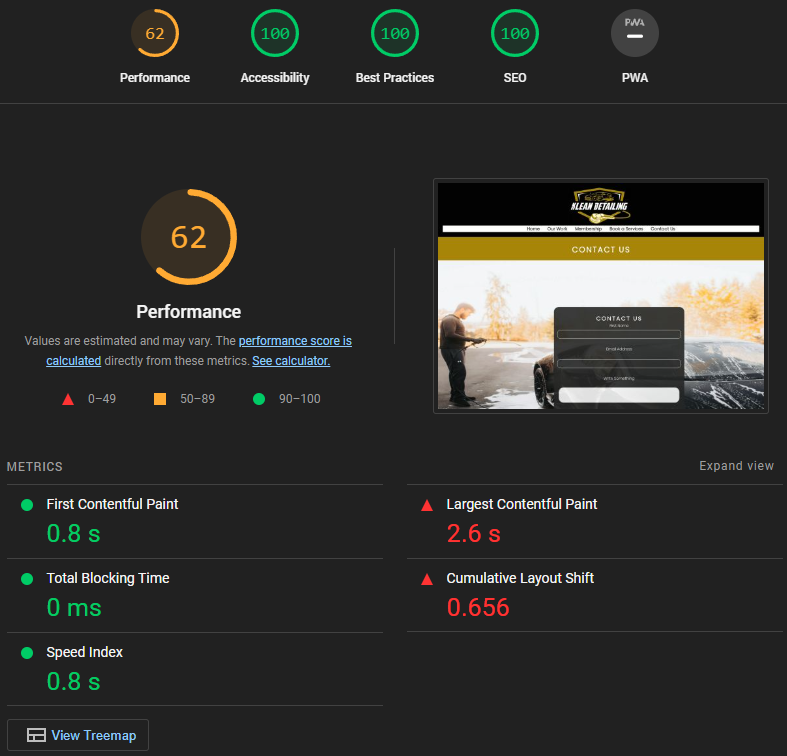 62
100
100
100
PWA
Performance
Accessibility
Best Practices
SEO
PWA
62
Performance
Values are estimated and may vary. The performance score is
calculated directly from these metrics. See calculator.
0–49
50–89
90–100
KLEAN DETAILING
Home Our Work Membership Book a Services Contact Us
CONTACT US
CONTACT US
First Name
Email Address
Write Something
METRICS
Expand view
First Contentful Paint
0.8 s
Largest Contentful Paint
2.6 s
Total Blocking Time
0 ms
Cumulative Layout Shift
0.656
Speed Index
0.8 s
View Treemap